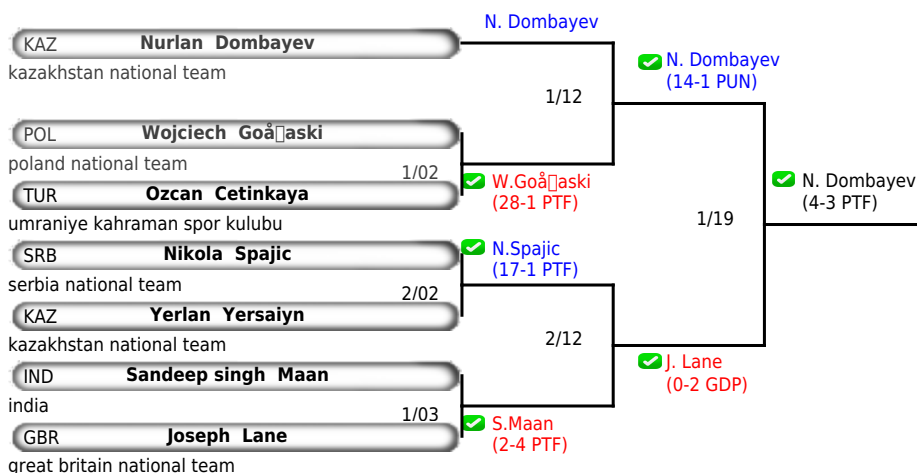 N. Dombayev
KAZ Nurlan Dombayev
kazakhstan national team
N. Dombayev
(14-1 PUN)
1/12
POL Wojciech Goå▯aski
poland national team
1/02
TUR Ozcan Cetinkaya
umraniye kahraman spor kulubu
W.Goå▯aski
(28-1 PTF)
N. Dombayev
(4-3 PTF)
1/19
SRB Nikola Spajic
serbia national team
N.Spajic
(17-1 PTF)
2/02
KAZ Yerlan Yersaiyn
kazakhstan national team
2/12
IND Sandeep singh Maan
india
J. Lane
(0-2 GDP)
1/03
GBR Joseph Lane
great britain national team
S.Maan
(2-4 PTF)